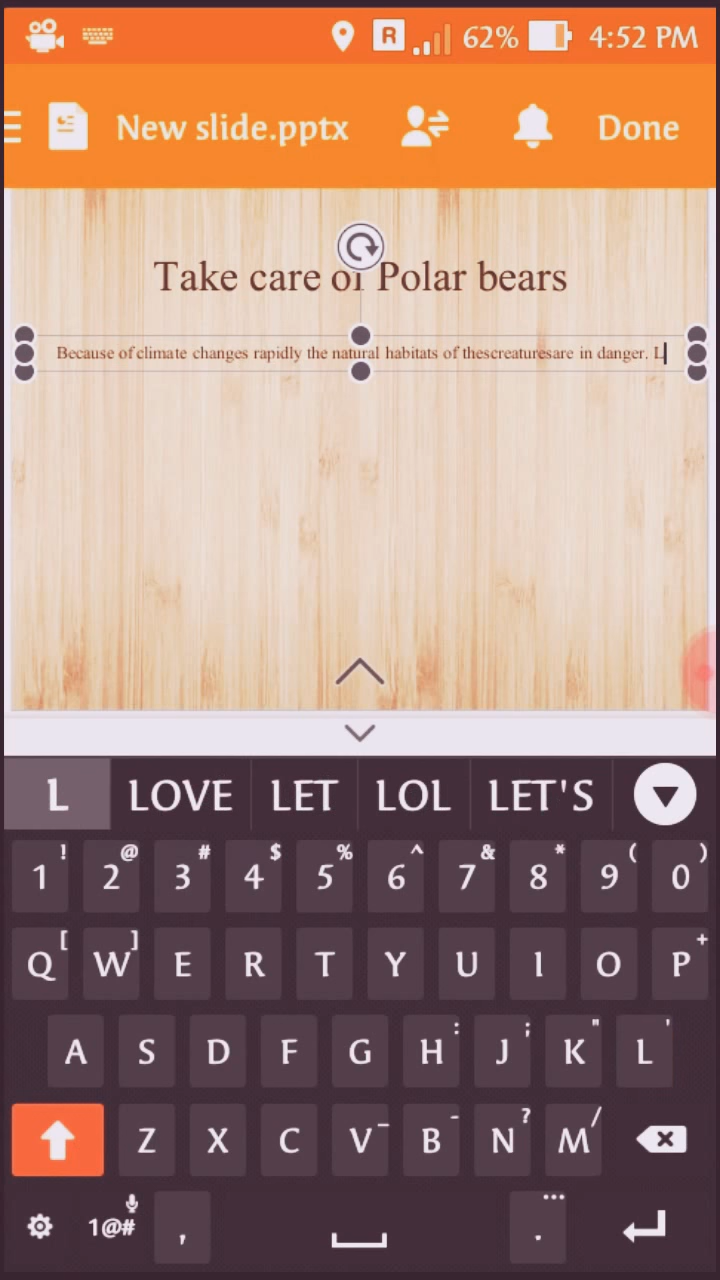 R 62% 4:52 PM
New slide.pptx Done
Take care of Polar bears
Because of climate changes rapidly the natural habitats of thescreaturesare in danger. L
L LOVE LET LOL LET'S
1 ! 2 @ 3 # 4 $ 5 % 6 ^ 7 & 8 * 9 ( 0 )
Q [ W ] E R T Y U I O P +
A S D F G H : J ; K " L '
Z X C V _ B - N ? M /
1@# , . ...